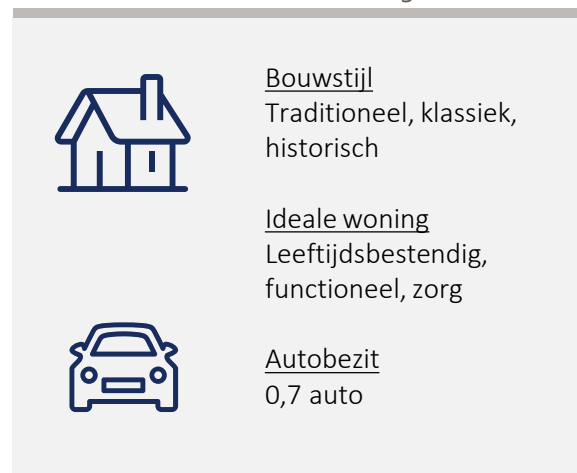 Bouwstijl
Traditioneel, klassiek,
historisch
Ideale woning
Leeftijdsbestendig,
functioneel, zorg
Autobezit
0,7 auto